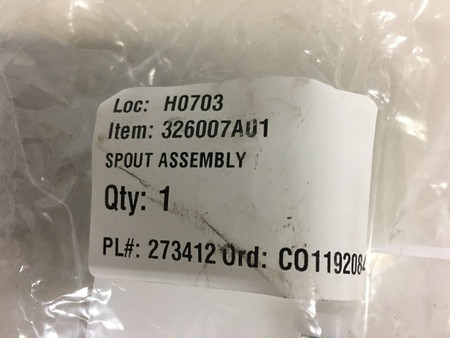 Loc: H0703
Item: 326007A01
SPOUT ASSEMBLY
Qty: 1
PL#: 273412 Ord: CO1192084